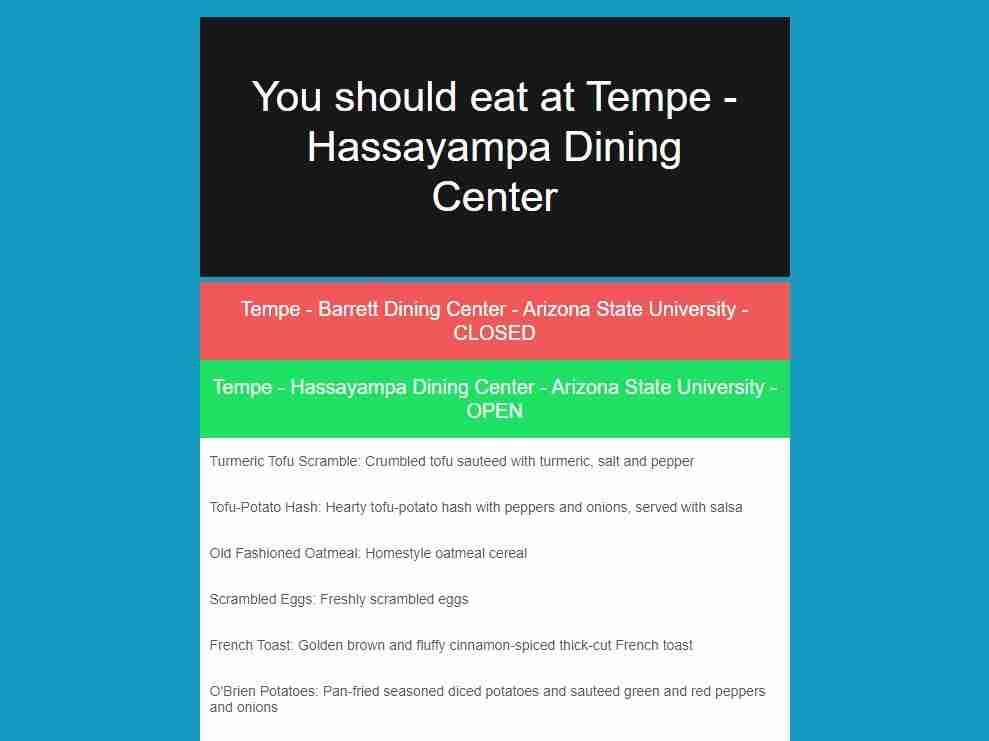 You should eat at Tempe -
Hassayampa Dining
Center
Tempe - Barrett Dining Center - Arizona State University -
CLOSED
Tempe - Hassayampa Dining Center - Arizona State University -
OPEN
Turmeric Tofu Scramble: Crumbled tofu sauteed with turmeric, salt and pepper
Tofu-Potato Hash: Hearty tofu-potato hash with peppers and onions, served with salsa
Old Fashioned Oatmeal: Homestyle oatmeal cereal
Scrambled Eggs: Freshly scrambled eggs
French Toast: Golden brown and fluffy cinnamon-spiced thick-cut French toast
O'Brien Potatoes: Pan-fried seasoned diced potatoes and sauteed green and red peppers
and onions